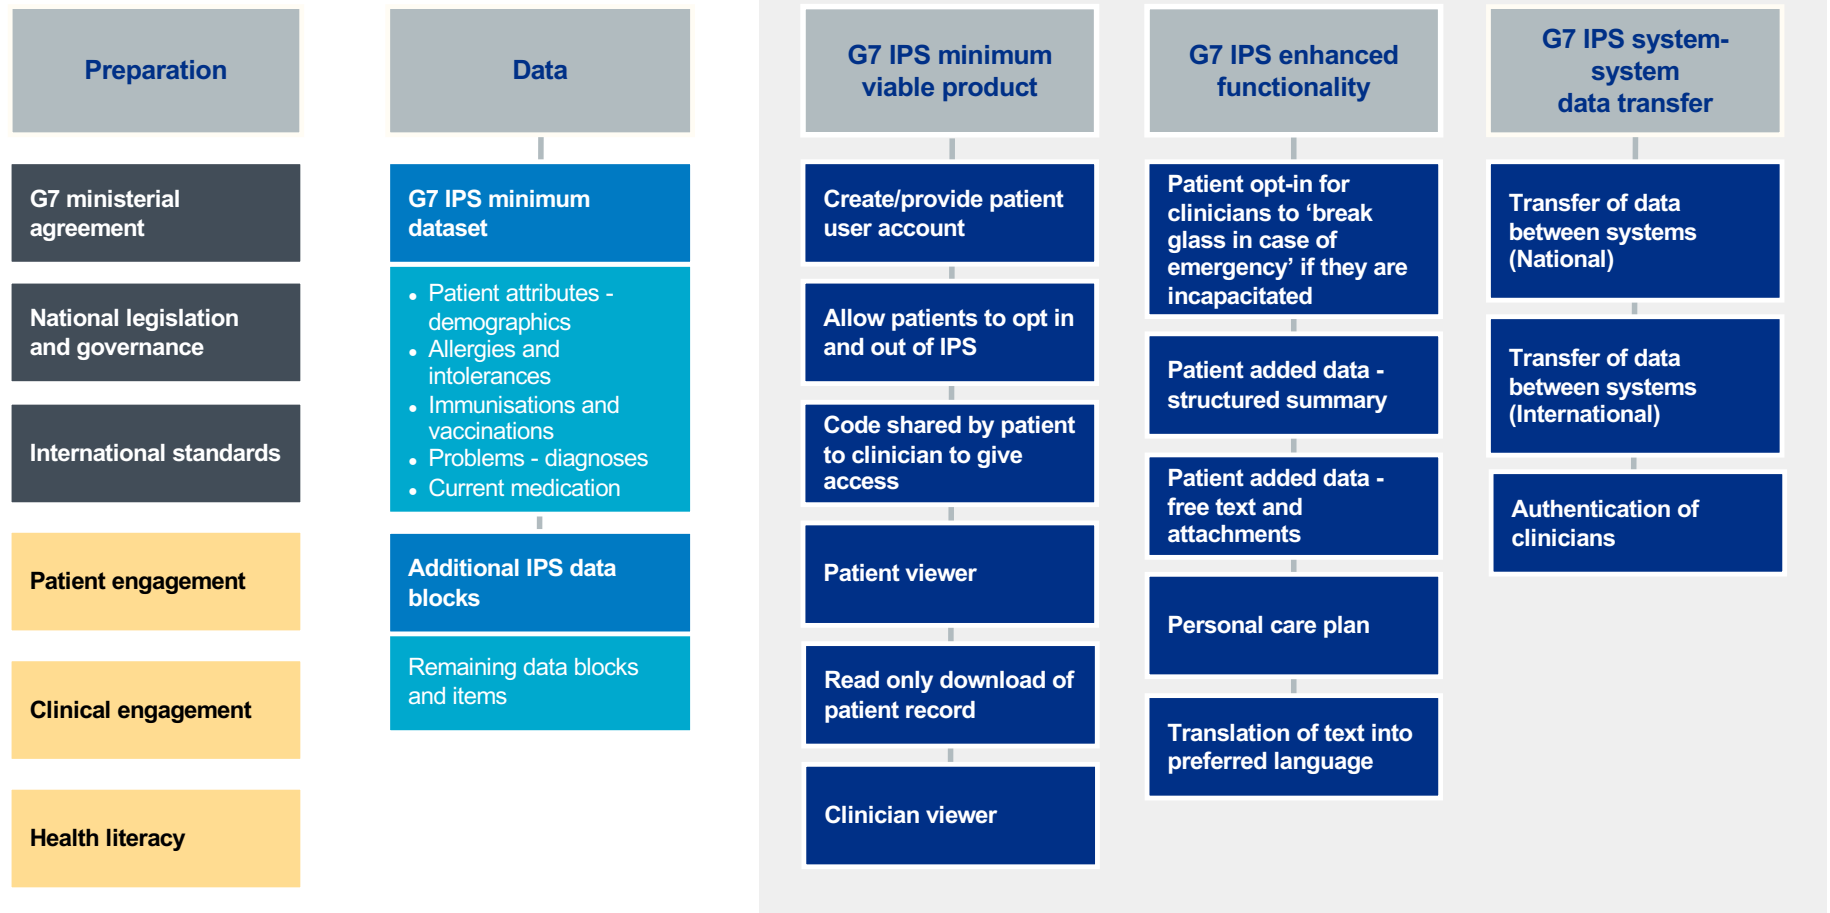 Preparation
G7 ministerial
agreement
National legislation
and governance
International standards
Patient engagement
Clinical engagement
Health literacy
Data
G7 IPS minimum
dataset
• Patient attributes -
demographics
• Allergies and
intolerances
• Immunisations and
vaccinations
• Problems - diagnoses
• Current medication
Additional IPS data
blocks
Remaining data blocks
and items
G7 IPS minimum
viable product
Create/provide patient
user account
Allow patients to opt in
and out of IPS
Code shared by patient
to clinician to give
access
Patient viewer
Read only download of
patient record
Clinician viewer
G7 IPS enhanced
functionality
Patient opt-in for
clinicians to ‘break
glass in case of
emergency’ if they are
incapacitated
Patient added data -
structured summary
Patient added data -
free text and
attachments
Personal care plan
Translation of text into
preferred language
G7 IPS system-
system
data transfer
Transfer of data
between systems
(National)
Transfer of data
between systems
(International)
Authentication of
clinicians